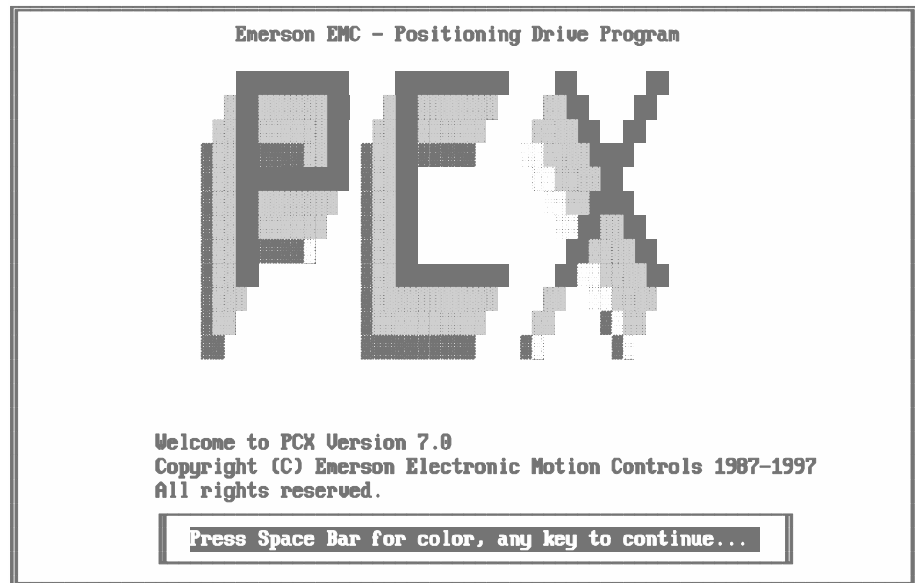 Emerson EMC - Positioning Drive Program
PCX
Welcome to PCX Version 7.0
Copyright (C) Emerson Electronic Motion Controls 1987-1997
All rights reserved.
Press Space Bar for color, any key to continue...